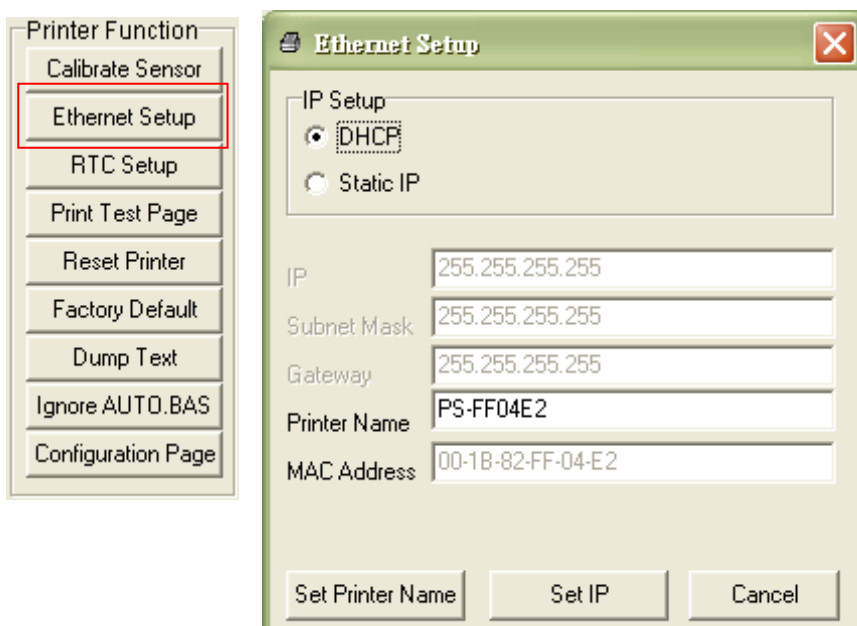 Printer Function
Calibrate Sensor
Ethernet Setup
RTC Setup
Print Test Page
Reset Printer
Factory Default
Dump Text
Ignore AUTO.BAS
Configuration Page
Ethernet Setup
IP Setup
DHCP
Static IP
IP 255.255.255.255
Subnet Mask 255.255.255.255
Gateway 255.255.255.255
Printer Name PS-FF04E2
MAC Address 00-1B-82-FF-04-E2
Set Printer Name Set IP Cancel